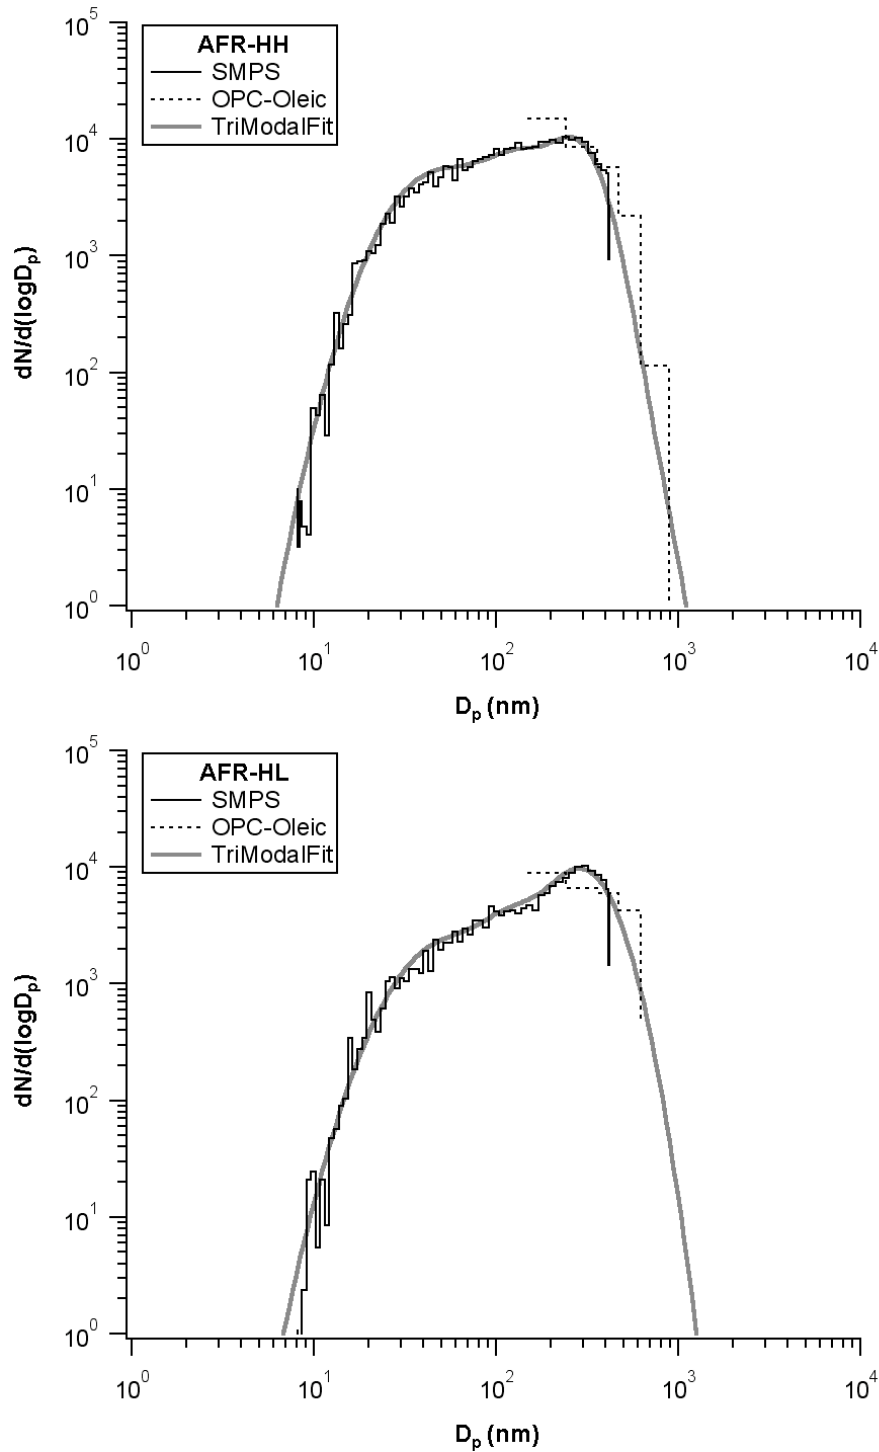 10^5
AFR-HH
SMPS
OPC-Oleic
TriModalFit
10^4
10^3
10^2
10^1
10^0
dN/d(logD_p)
10^0 10^1 10^2 10^3 10^4
D_p (nm)
10^5
AFR-HL
SMPS
OPC-Oleic
TriModalFit
10^4
10^3
10^2
10^1
10^0
dN/d(logD_p)
10^0 10^1 10^2 10^3 10^4
D_p (nm)